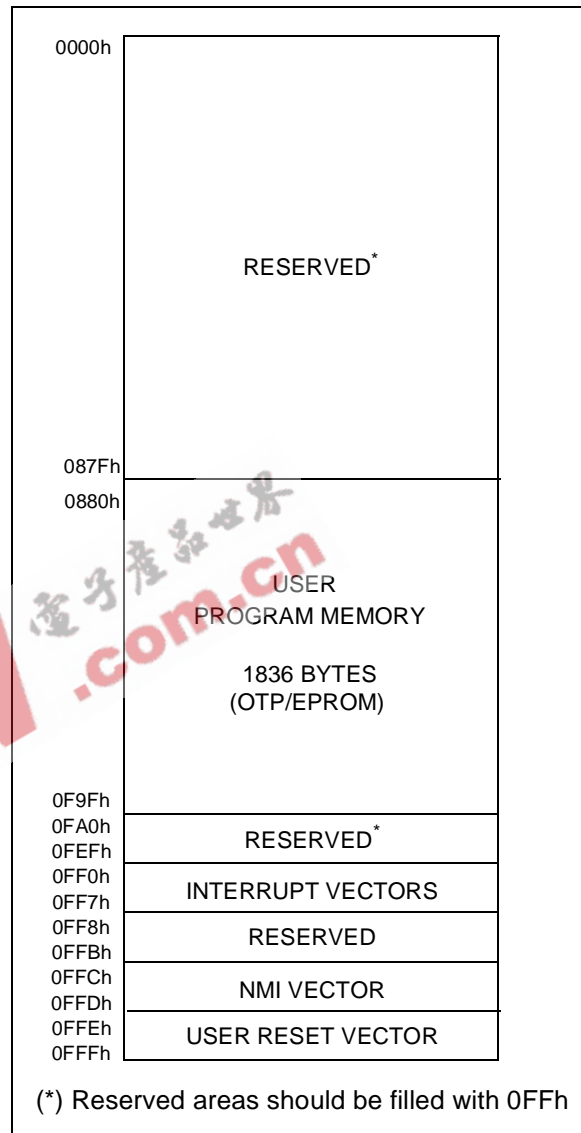 0000h
RESERVED*
087Fh
0880h
電子產品世界
.com.cn
USER
PROGRAM MEMORY
1836 BYTES
(OTP/EPROM)
0F9Fh
0FA0h
RESERVED*
0FEFh
0FF0h
INTERRUPT VECTORS
0FF7h
0FF8h
RESERVED
0FFBh
0FFCh
NMI VECTOR
0FFDh
0FFEh
USER RESET VECTOR
0FFFh
(*) Reserved areas should be filled with 0FFh